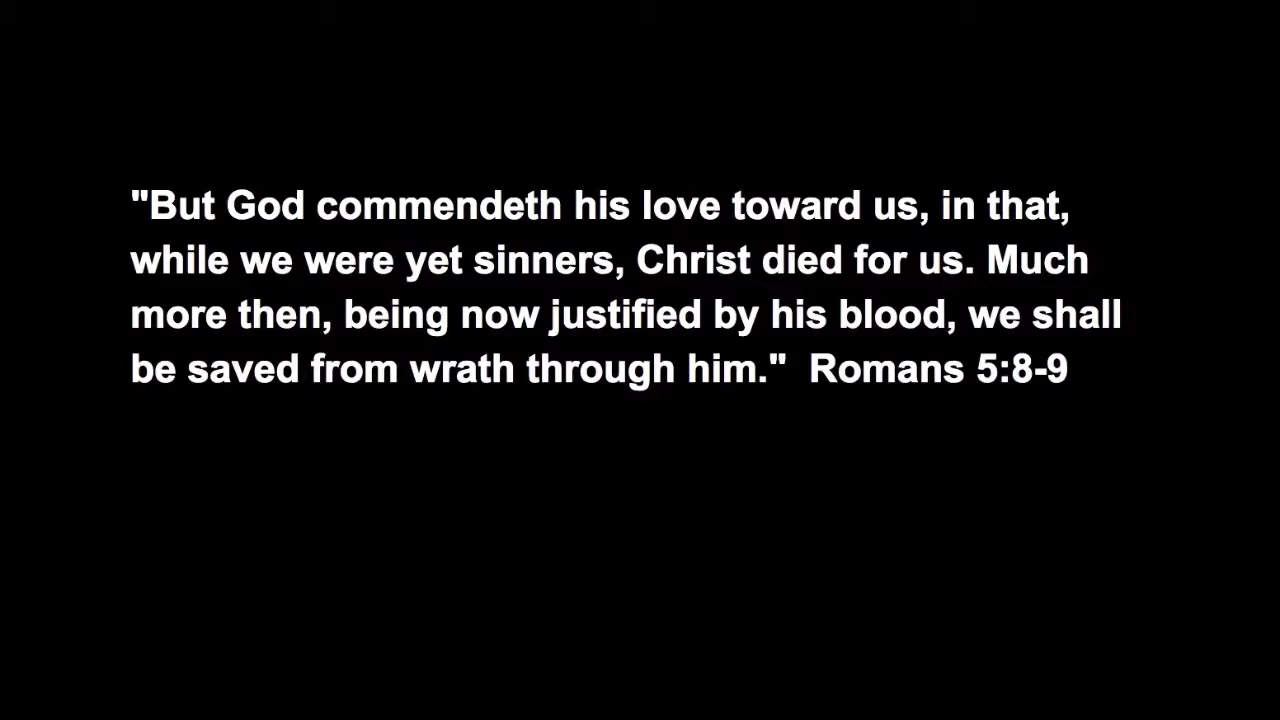 "But God commendeth his love toward us, in that,
while we were yet sinners, Christ died for us. Much
more then, being now justified by his blood, we shall
be saved from wrath through him."  Romans 5:8-9